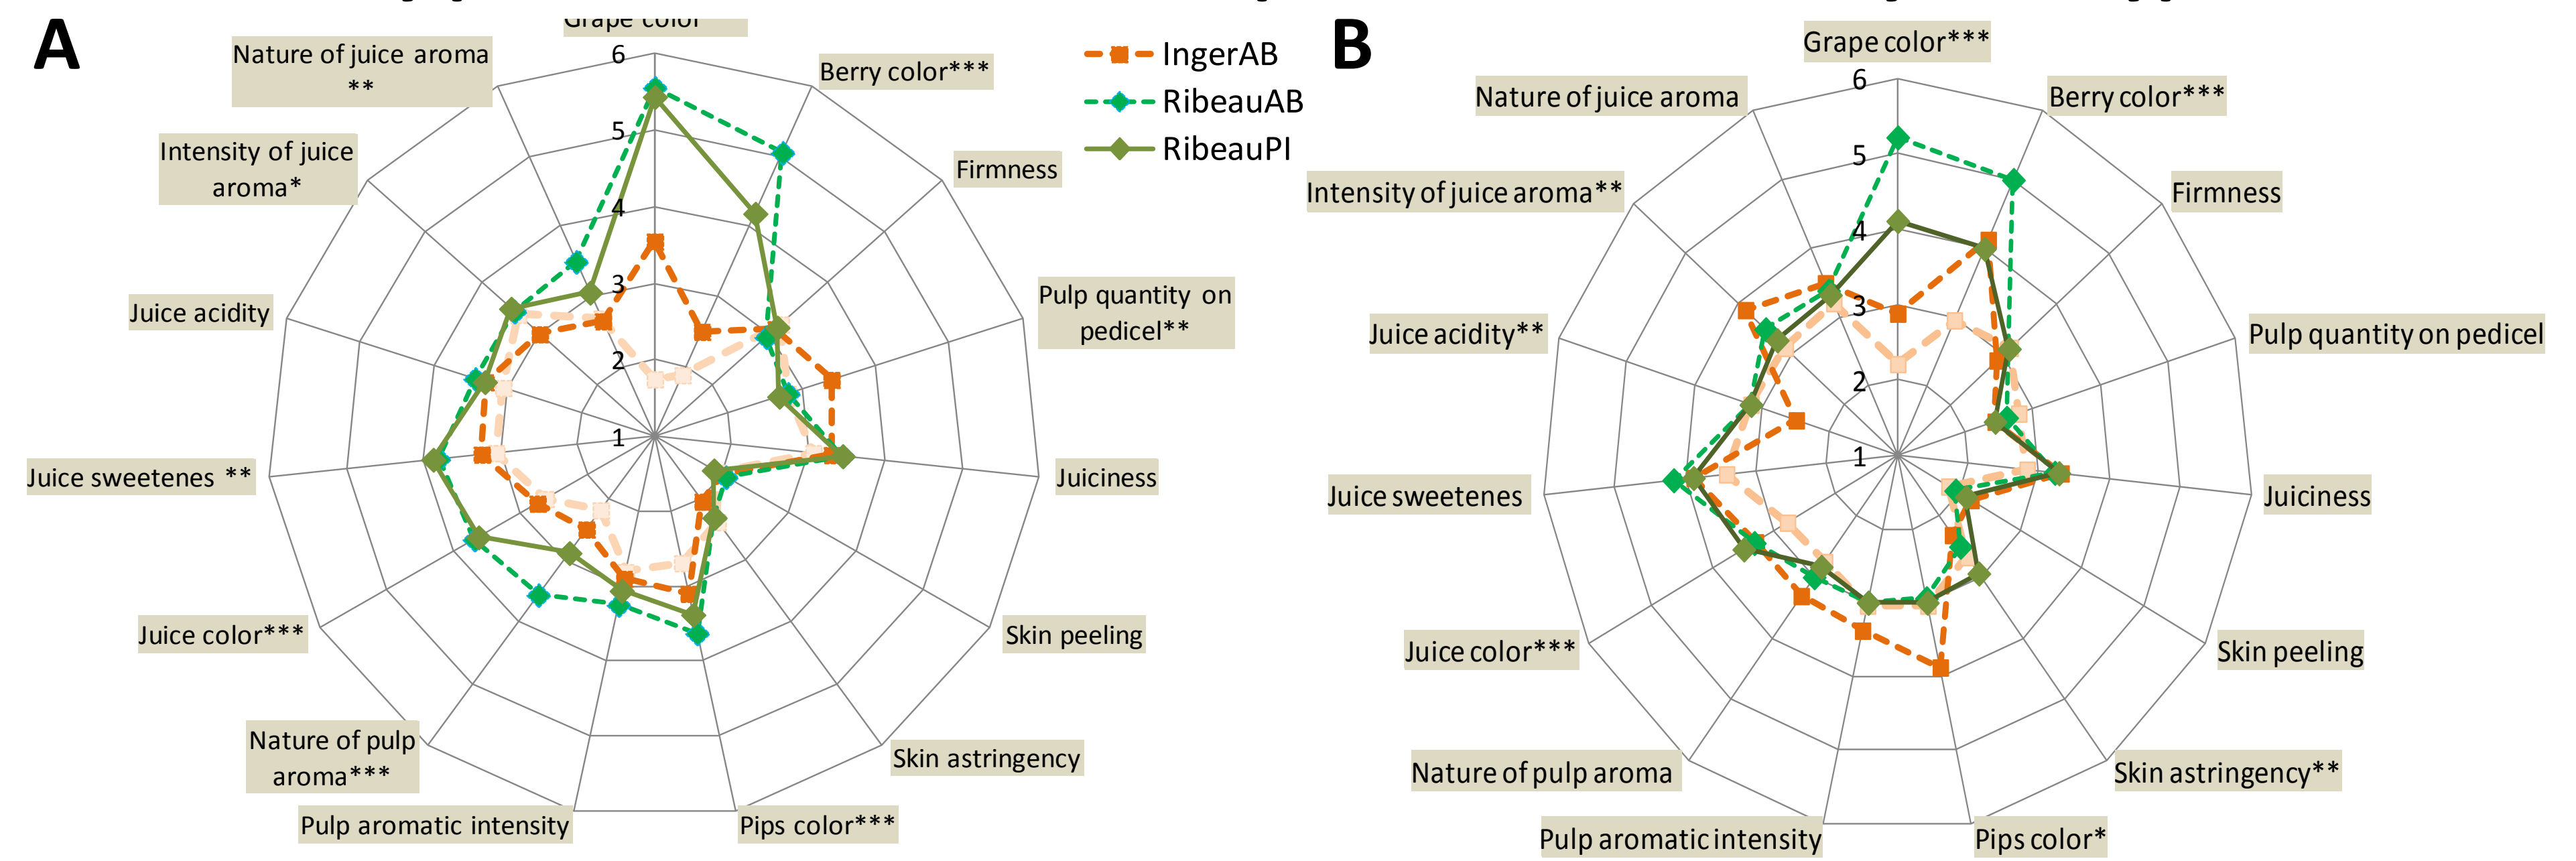 A
Grape color
Nature of juice aroma
**
Berry color***
Intensity of juice
aroma*
Firmness
Juice acidity
Pulp quantity on
pedicel**
Juice sweetenes **
Juiciness
Juice color***
Skin peeling
Nature of pulp
aroma***
Skin astringency
Pulp aromatic intensity
Pips color***
6
5
4
3
2
1
IngerAB
RibeauAB
RibeauPI
B
Grape color***
Nature of juice aroma
Berry color***
Intensity of juice aroma**
Firmness
Juice acidity**
Pulp quantity on pedicel
Juice sweetenes
Juiciness
Juice color***
Skin peeling
Nature of pulp aroma
Skin astringency**
Pulp aromatic intensity
Pips color*
6
5
4
3
2
1